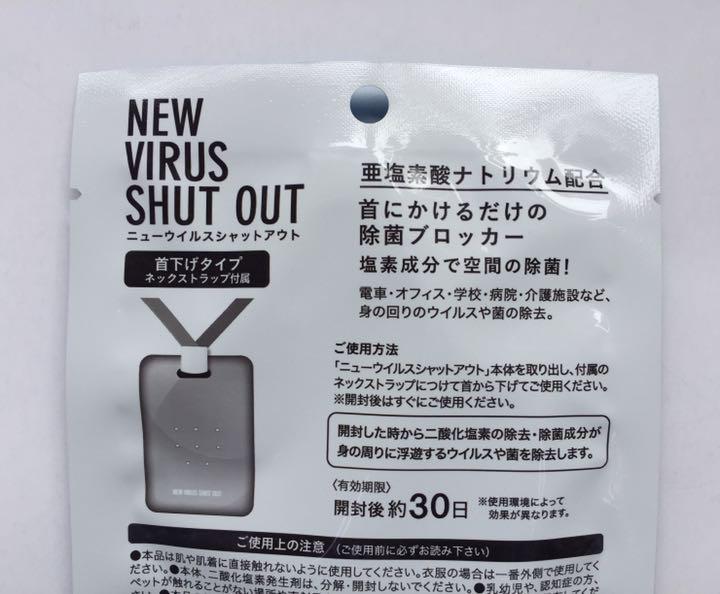 NEW
VIRUS
SHUT OUT
ニューウイルスシャットアウト
首下げタイプ
ネックストラップ付属
NEW VIRUS SHUT OUT
亜塩素酸ナトリウム配合
首にかけるだけの
除菌ブロッカー
塩素成分で空間の除菌！
電車・オフィス・学校・病院・介護施設など、
身の回りのウイルスや菌の除去。
ご使用方法
「ニューウイルスシャットアウト」本体を取り出し、付属の
ネックストラップにつけて首から下げてご使用ください。
※開封後はすぐにご使用ください。
開封した時から二酸化塩素の除去・除菌成分が
身の周りに浮遊するウイルスや菌を除去します。
〈有効期限〉
開封後 約30日 ※使用環境によって
効果が異なります。
ご使用上の注意 （ご使用前に必ずお読み下さい）
●本品は肌や肌着に直接触れないように使用してください。衣服の場合は一番外側で使用してく
ださい。●本体、二酸化塩素発生剤は、分解・開封しないでください。●乳幼児や、認知症の方、
ペットが触れることがない場所や